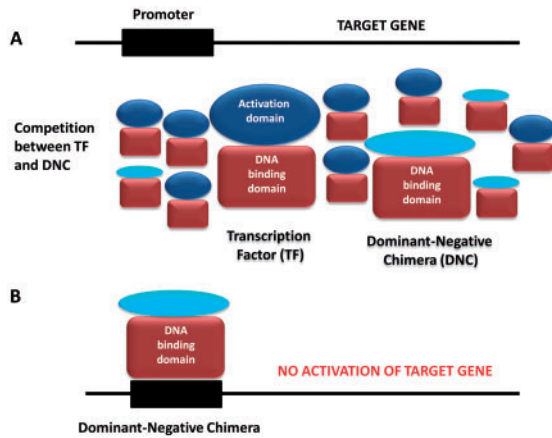 Promoter
A
TARGET GENE
Competition
between TF
and DNC
Activation
domain
DNA
binding
domain
DNA
binding
domain
Transcription
Factor (TF)
Dominant-Negative
Chimera (DNC)
B
DNA
binding
domain
NO ACTIVATION OF TARGET GENE
Dominant-Negative Chimera